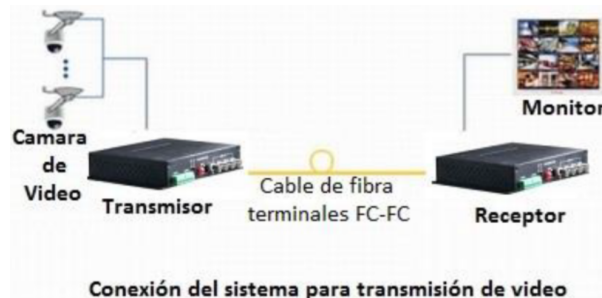 Monitor
Camara
de
Video
Transmisor
Cable de fibra
terminales FC-FC
Receptor
Conexión del sistema para transmisión de video